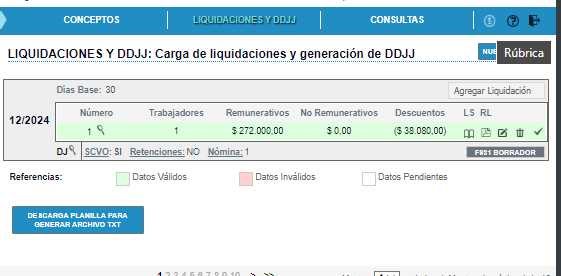 CONCEPTOS LIQUIDACIONES Y DDJJ CONSULTAS
LIQUIDACIONES Y DDJJ: Carga de liquidaciones y generación de DDJJ NUE Rúbrica
Días Base: 30 Agregar Liquidación
12/2024
Número Trabajadores Remunerativos No Remunerativos Descuentos LS RL
1 1 $ 272.000,00 $ 0,00 ($ 38.080,00)
DJ SCVO: SI Retenciones: NO Nómina: 1 F931 BORRADOR
Referencias: Datos Válidos Datos Inválidos Datos Pendientes
DESCARGA PLANILLA PARA
GENERAR ARCHIVO TXT
1 2 3 4 5 6 7 8 9 10 > >>